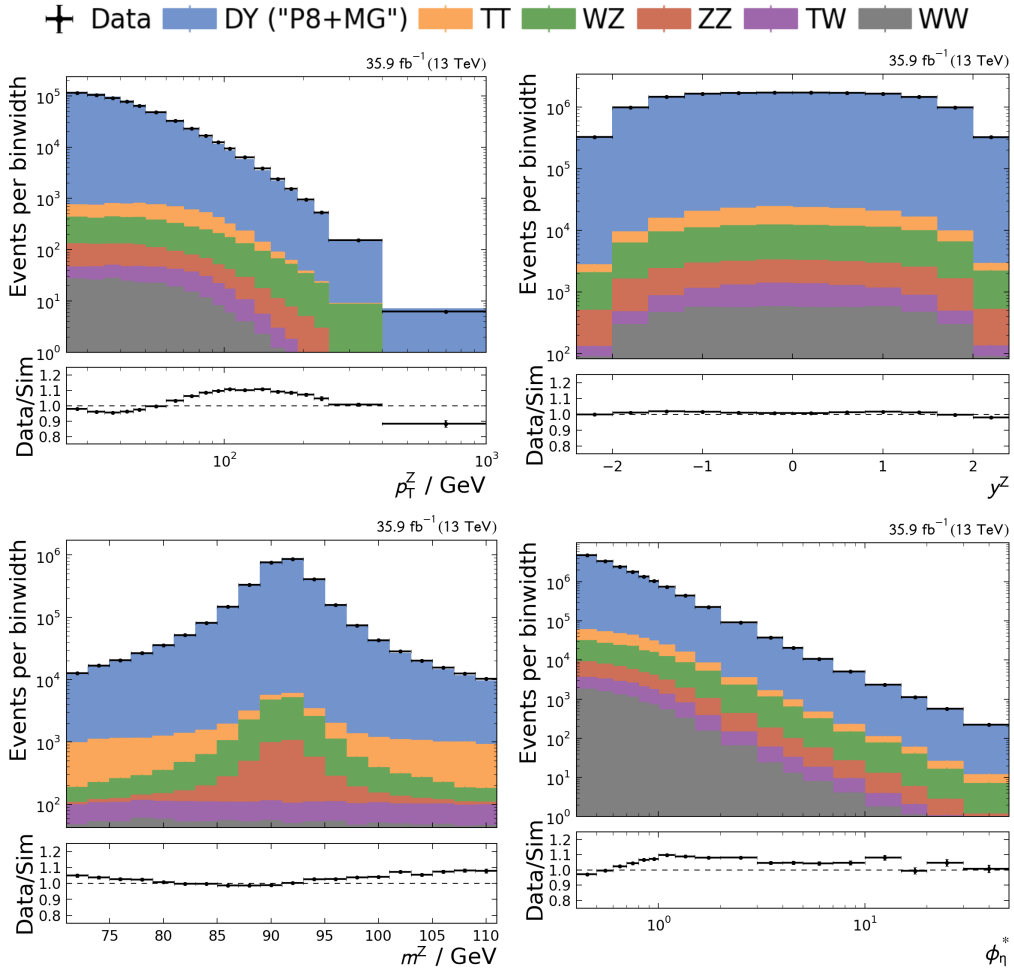 Data DY ("P8+MG") TT WZ ZZ TW WW
35.9 fb⁻¹(13 TeV)
Events per binwidth
10⁵
10⁴
10³
10²
10¹
10⁰
Data/Sim
1.2
1.1
1.0
0.9
0.8
10² 10³
p_T^Z / GeV
35.9 fb⁻¹(13 TeV)
Events per binwidth
10⁶
10⁵
10⁴
10³
10²
Data/Sim
1.2
1.1
1.0
0.9
0.8
−2 −1 0 1 2
y^Z
35.9 fb⁻¹(13 TeV)
Events per binwidth
10⁶
10⁵
10⁴
10³
10²
Data/Sim
1.2
1.1
1.0
0.9
0.8
75 80 85 90 95 100 105 110
m^Z / GeV
35.9 fb⁻¹(13 TeV)
Events per binwidth
10⁶
10⁵
10⁴
10³
10²
10¹
10⁰
Data/Sim
1.2
1.1
1.0
0.9
0.8
10⁰ 10¹
ϕ_η^*